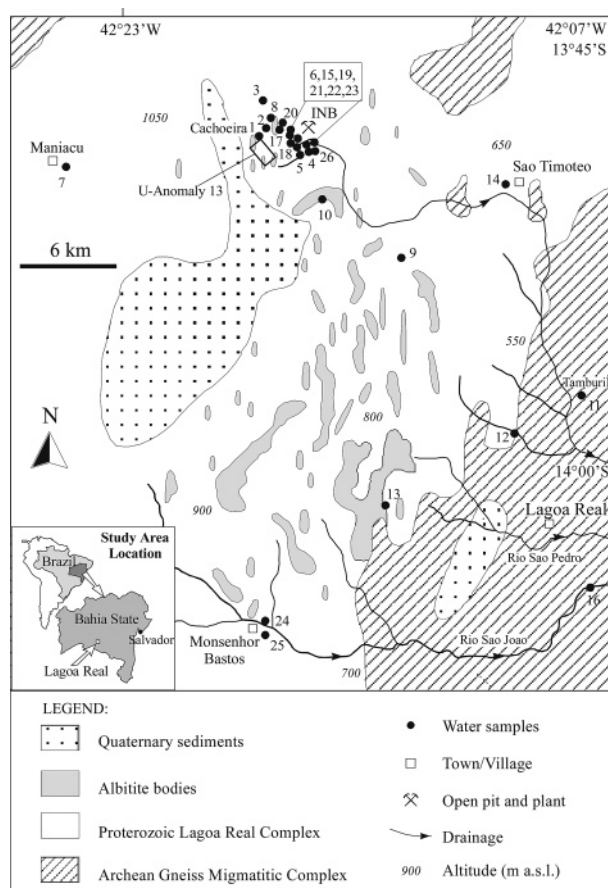 42°23'W
42°07'W
13°45'S
6,15,19,
21,22,23
3
8
20
INB
1050
2
Cachoeira
1
17
650
Maniacu
7
18
5
4
26
14
Sao Timoteo
U-Anomaly 13
10
6 km
9
550
Tamburil
11
N
800
12
14°00'S
13
900
Lagoa Real
Study Area
Location
Brazil
Rio Sao Pedro
Bahia State
16
24
Salvador
Monsenhor
Bastos
25
Rio Sao Joao
Lagoa Real
700
LEGEND:
Quaternary sediments
Albitite bodies
Proterozoic Lagoa Real Complex
Archean Gneiss Migmatitic Complex
Water samples
Town/Village
Open pit and plant
Drainage
900 Altitude (m a.s.l.)